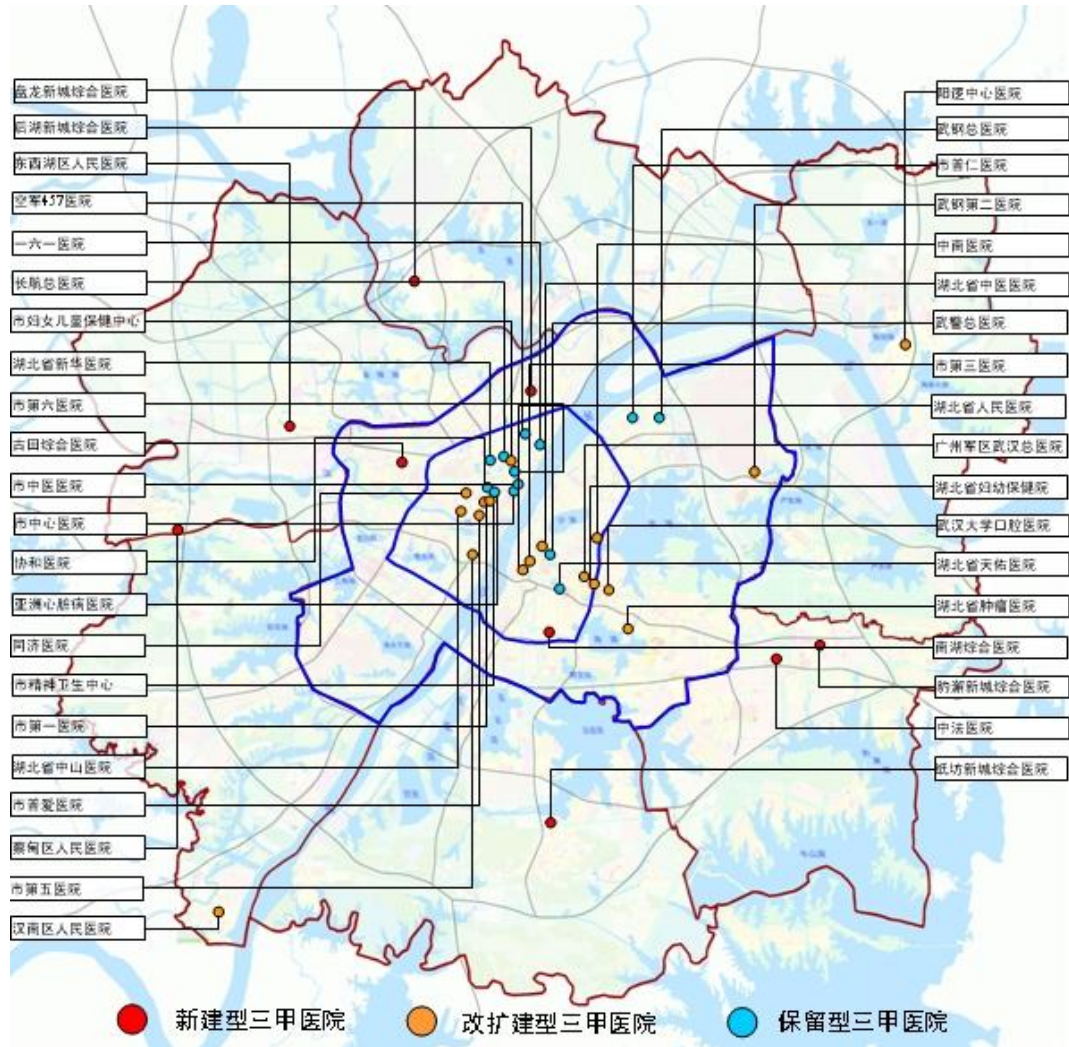 盘龙新城综合医院
后湖新城综合医院
东西湖区人民医院
空军457医院
一六一医院
长航总医院
市妇女儿童保健中心
湖北省新华医院
市第六医院
古田综合医院
市中医医院
市中心医院
协和医院
亚洲心脏病医院
同济医院
市精神卫生中心
市第一医院
湖北省中山医院
市普爱医院
蔡甸区人民医院
市第五医院
汉南区人民医院
阳逻中心医院
武钢总医院
市普仁医院
武钢第二医院
中南医院
湖北省中医医院
武警总医院
市第三医院
湖北省人民医院
广州军区武汉总医院
湖北省妇幼保健院
武汉大学口腔医院
湖北省天佑医院
湖北省肿瘤医院
南湖综合医院
豹澥新城综合医院
中法医院
纸坊新城综合医院
新建型三甲医院
改扩建型三甲医院
保留型三甲医院